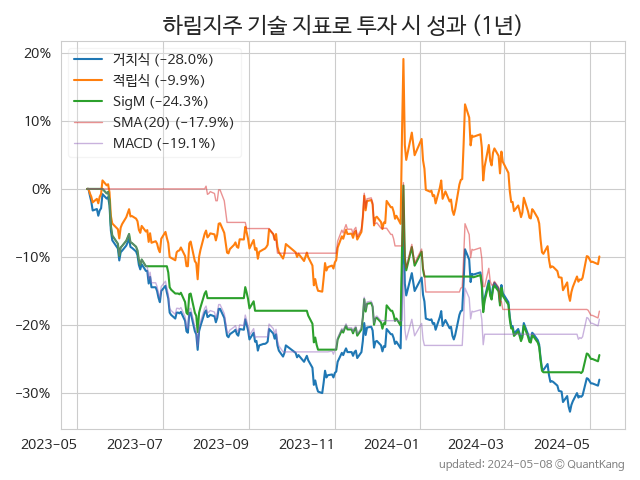 하림지주 기술 지표로 투자 시 성과 (1년)
20%
10%
0%
−10%
−20%
−30%
거치식 (−28.0%)
적립식 (−9.9%)
SigM (−24.3%)
SMA(20) (−17.9%)
MACD (−19.1%)
2023-05 2023-07 2023-09 2023-11 2024-01 2024-03 2024-05
updated: 2024-05-08 © QuantKang